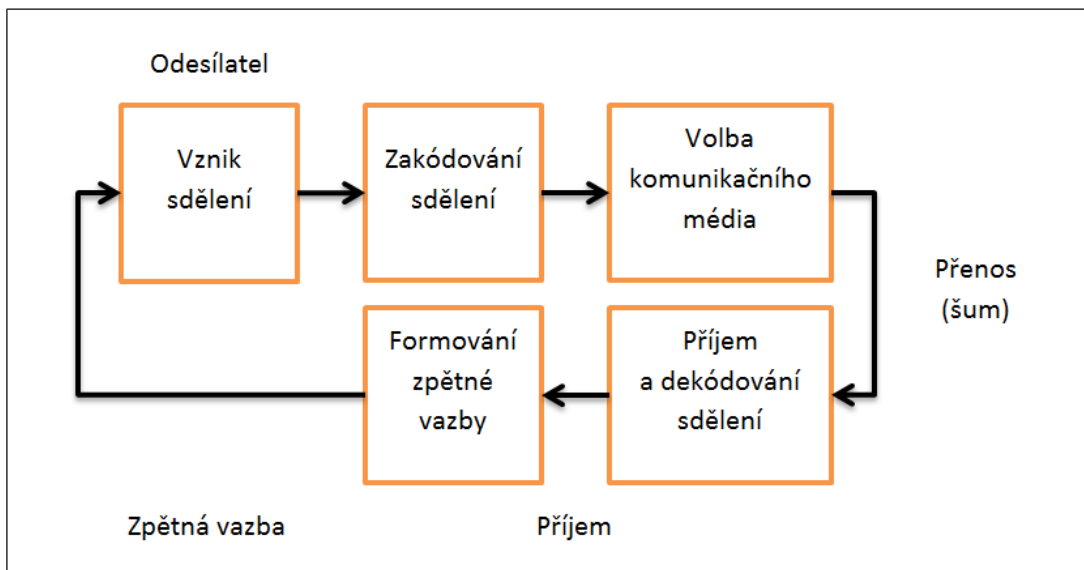 Odesílatel
Vznik
sdělení
Zakódování
sdělení
Volba
komunikačního
média
Přenos
(šum)
Formování
zpětné
vazby
Příjem
a dekódování
sdělení
Zpětná vazba
Příjem